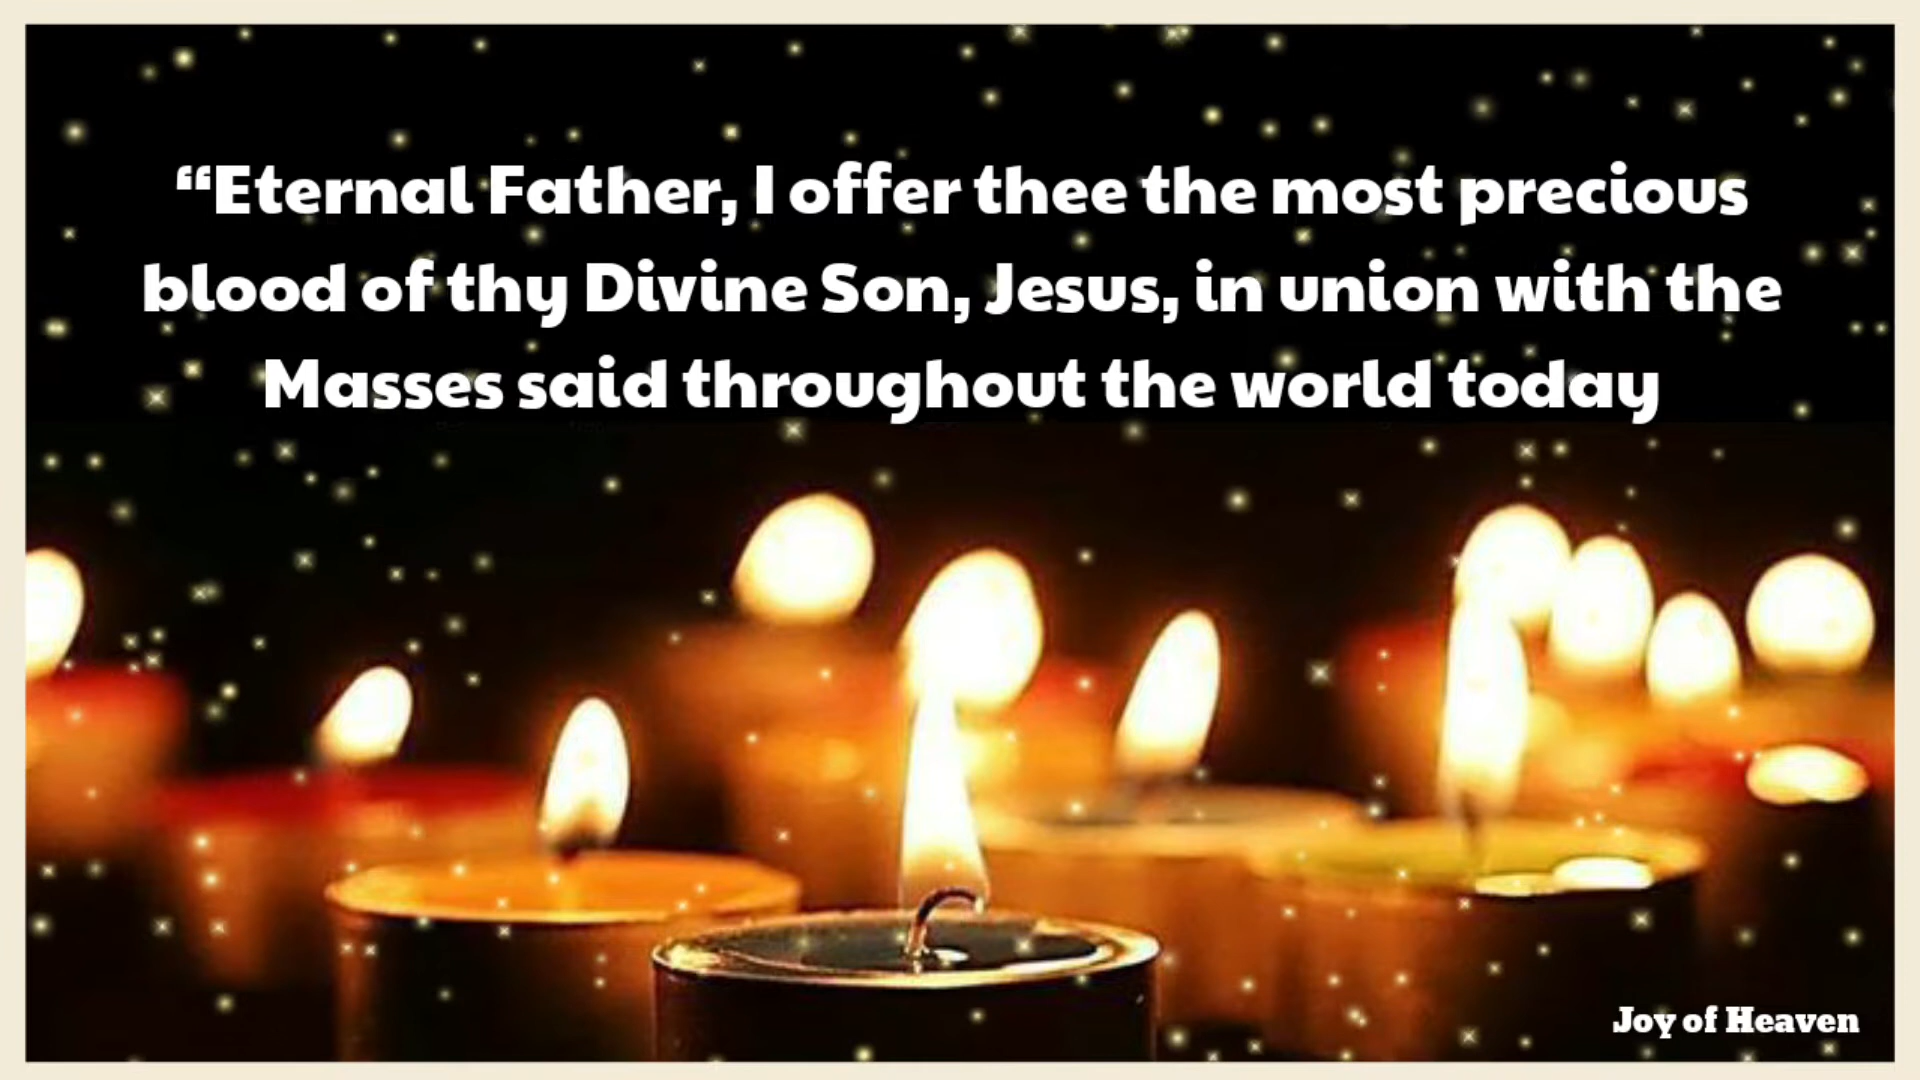 “Eternal Father, I offer thee the most precious
blood of thy Divine Son, Jesus, in union with the
Masses said throughout the world today
Joy of Heaven